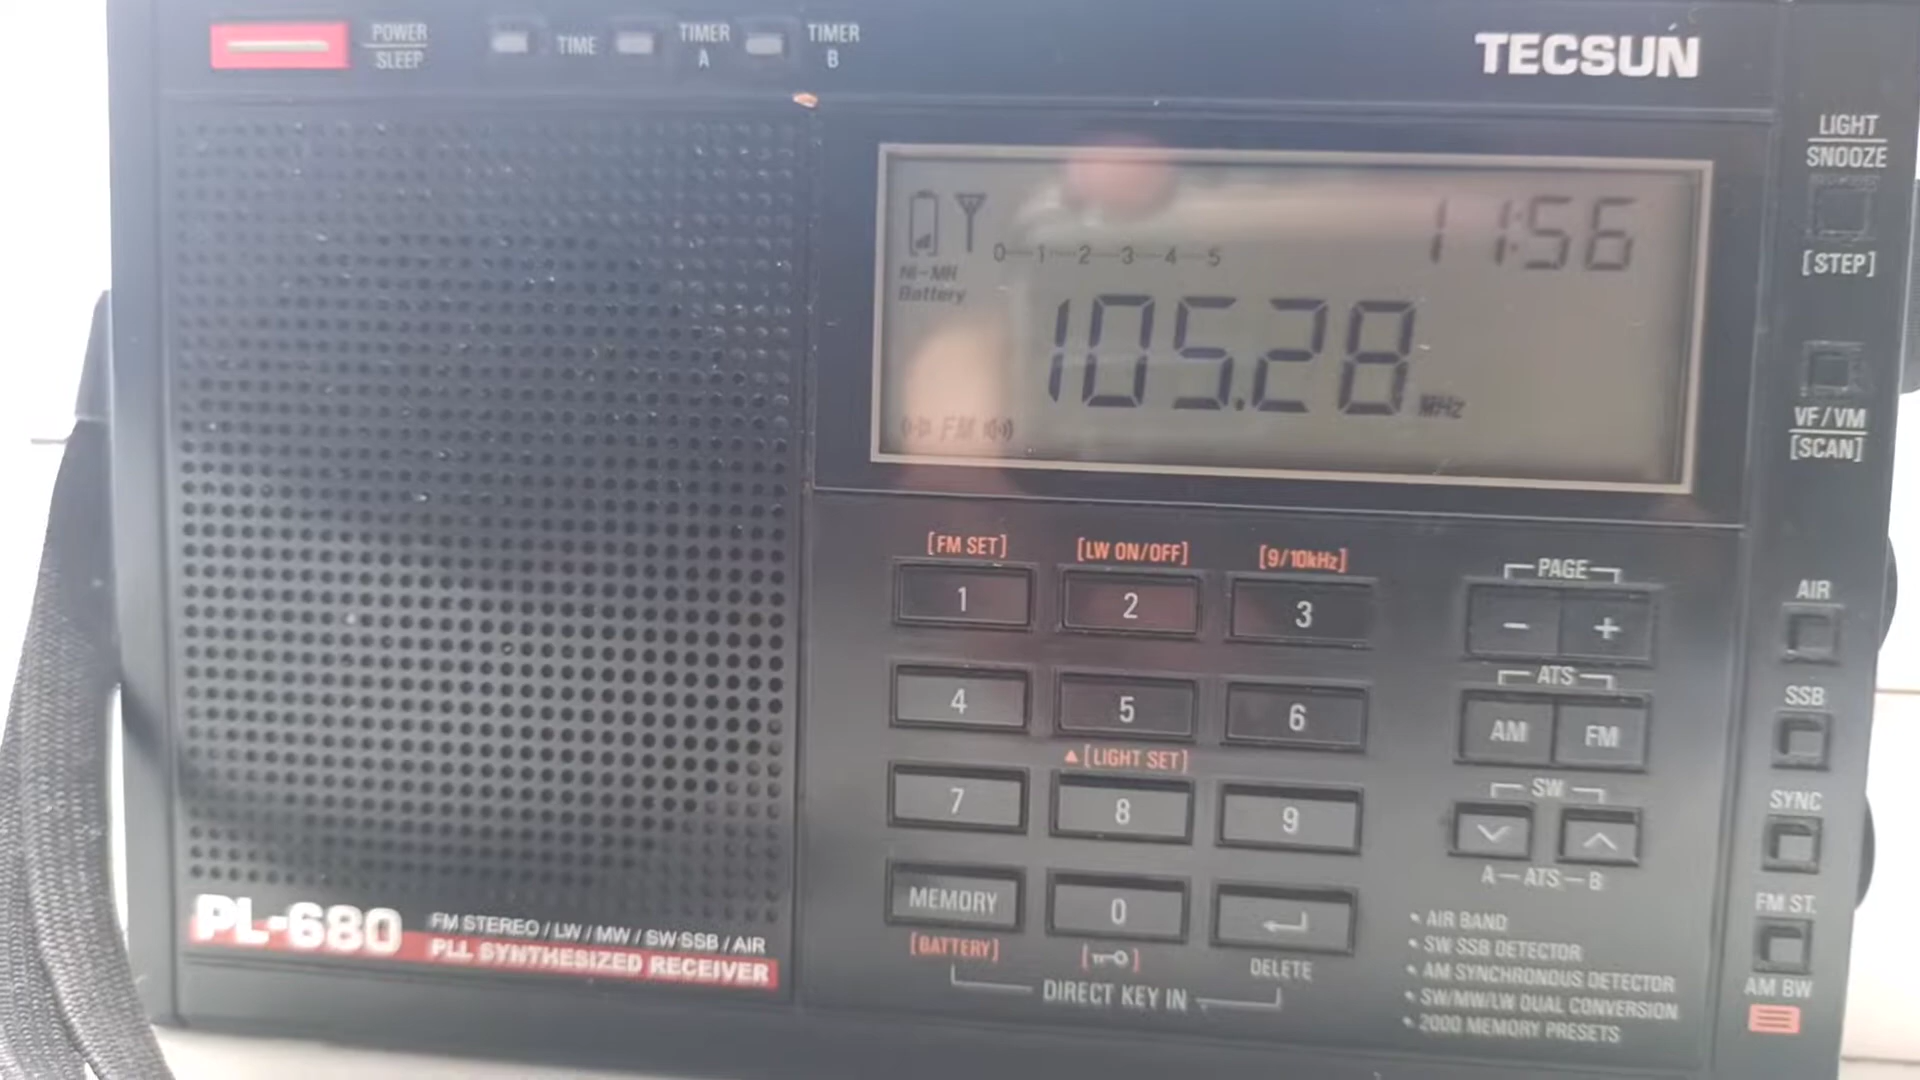 POWER
SLEEP
TIME
TIMER
A
TIMER
B
TECSUN
LIGHT
SNOOZE
[STEP]
VF/VM
[SCAN]
11:56
0 1 2 3 4 5
Ni-MH
Battery
105.28 MHz
FM
[FM SET] [LW ON/OFF] [9/10kHz]
1 2 3
PAGE
- +
4 5 6
ATS
AM FM
▲[LIGHT SET]
7 8 9
SW
A-ATS-B
MEMORY 0
[BATTERY] DELETE
DIRECT KEY IN
AIR
SSB
SYNC
FM ST.
AM BW
• AIR BAND
• SW-SSB DETECTOR
• AM SYNCHRONOUS DETECTOR
• SW/MW/LW DUAL CONVERSION
• 2000 MEMORY PRESETS
PL-680
FM STEREO / LW / MW / SW-SSB / AIR
PLL SYNTHESIZED RECEIVER